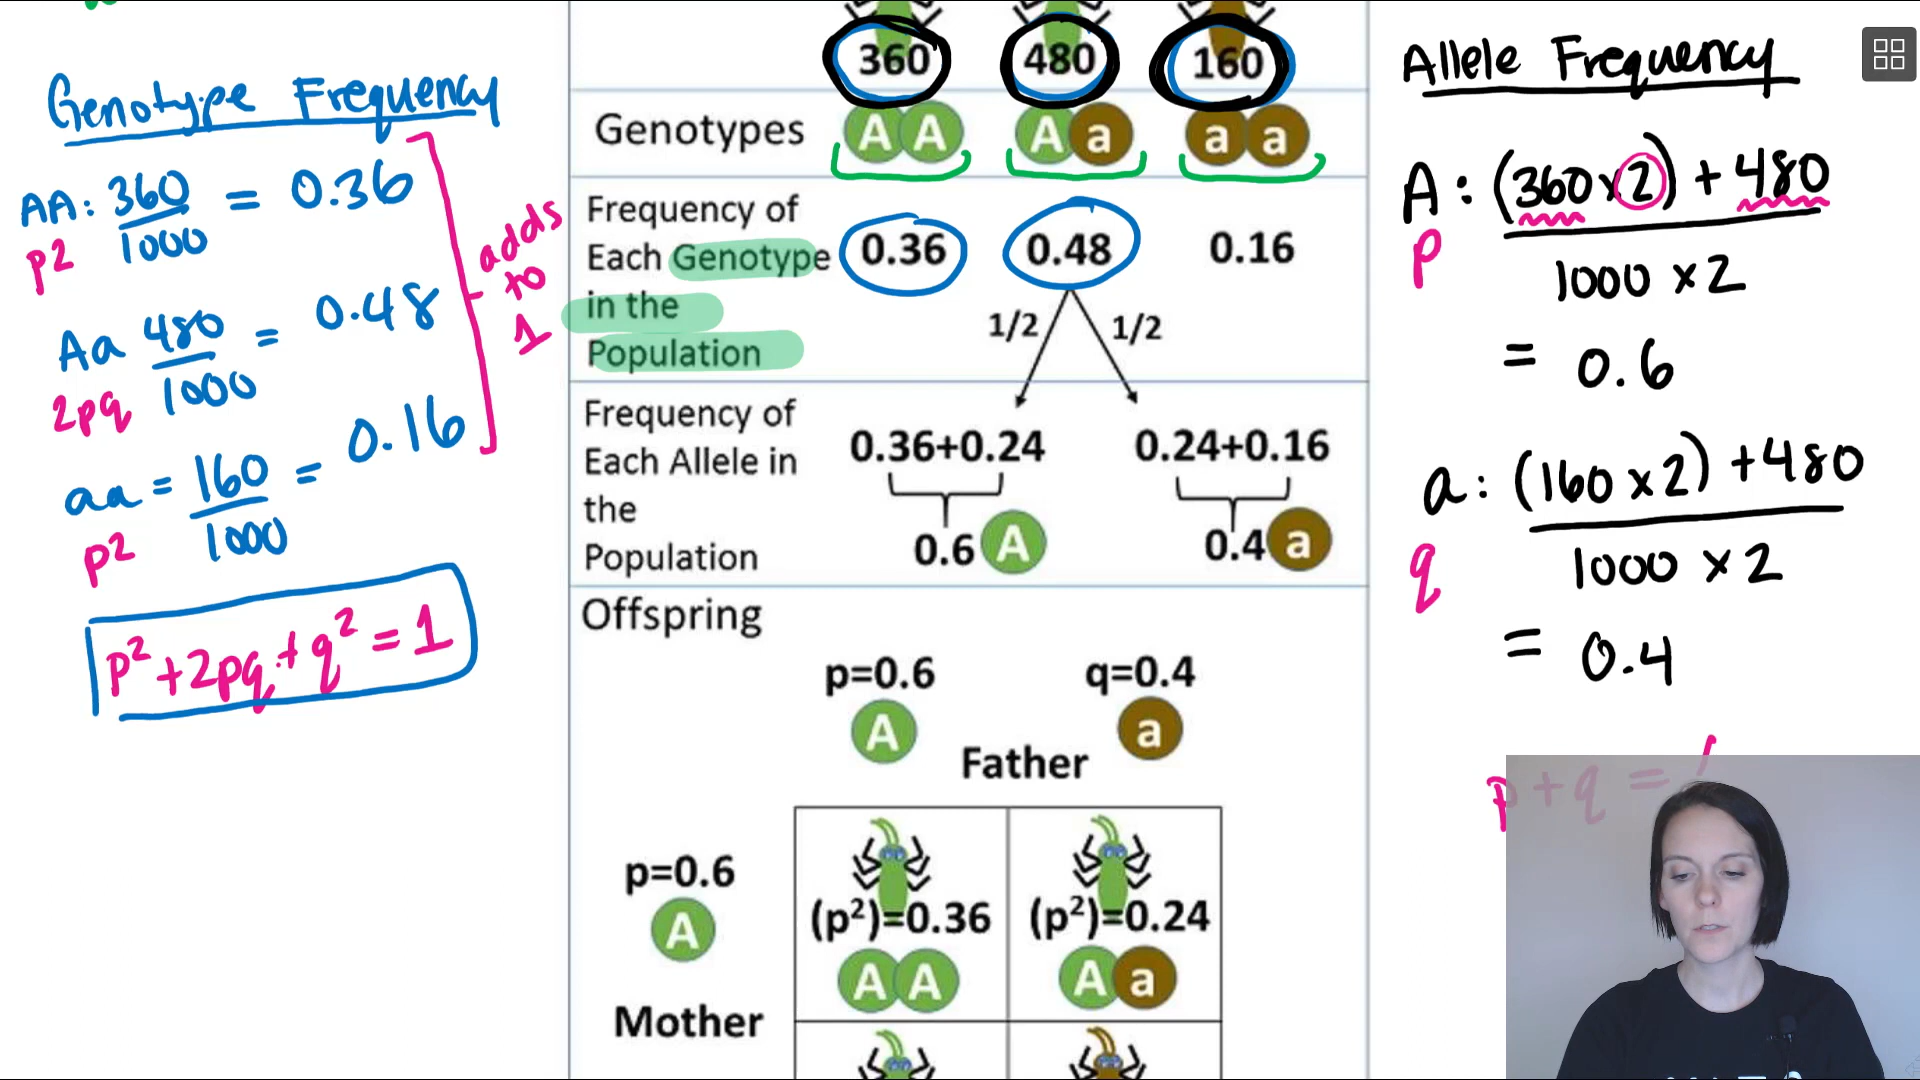 Genotype Frequency
AA: 360/1000 = 0.36
p2
Aa 480/1000 = 0.48
2pq
aa = 160/1000 = 0.16
p2
adds
to
1
p² + 2pq + q² = 1
360 480 160
Genotypes AA Aa aa
Frequency of
Each Genotype
in the
Population
0.36 0.48 0.16
1/2 1/2
Frequency of
Each Allele in
the
Population
0.36+0.24 0.24+0.16
0.6 A 0.4 a
Offspring
p=0.6 q=0.4
A a
Father
p=0.6
A
Mother
(p²)=0.36 (p²)=0.24
AA Aa
Allele Frequency
A: (360 x 2) + 480
p
1000 x 2
= 0.6
a: (160 x 2) + 480
q
1000 x 2
= 0.4
p + q =